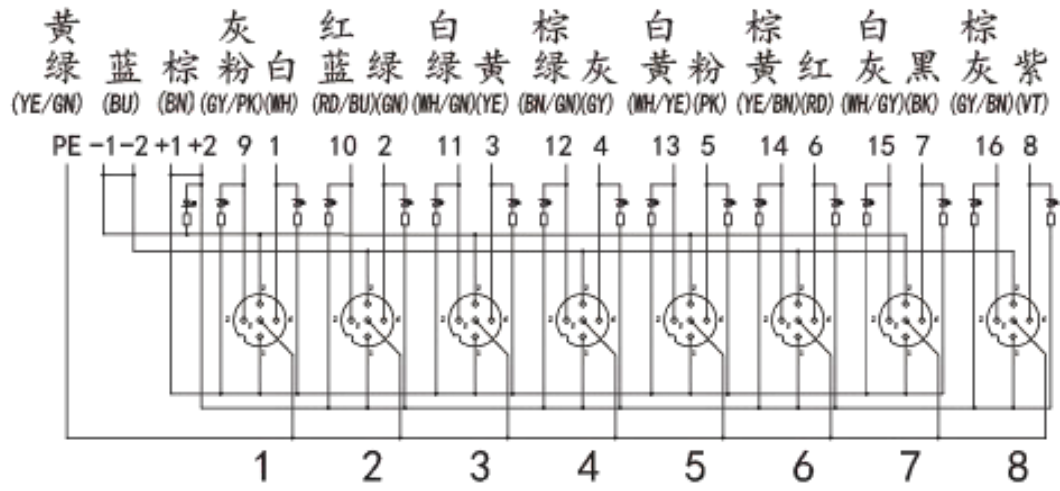 黄 灰 红 白 棕 白 棕 白 棕
绿 蓝 棕 粉 白 蓝 绿 绿 黄 绿 灰 黄 粉 黄 红 灰 黑 灰 紫
(YE/GN) (BU) (BN) (GY/PK)(WH) (RD/BU)(GN) (WH/GN)(YE) (BN/GN)(GY) (WH/YE)(PK) (YE/BN)(RD) (WH/GY)(BK) (GY/BN)(VT)
PE -1 -2 +1 +2 9 1 10 2 11 3 12 4 13 5 14 6 15 7 16 8
1 2 3 4 5 6 7 8